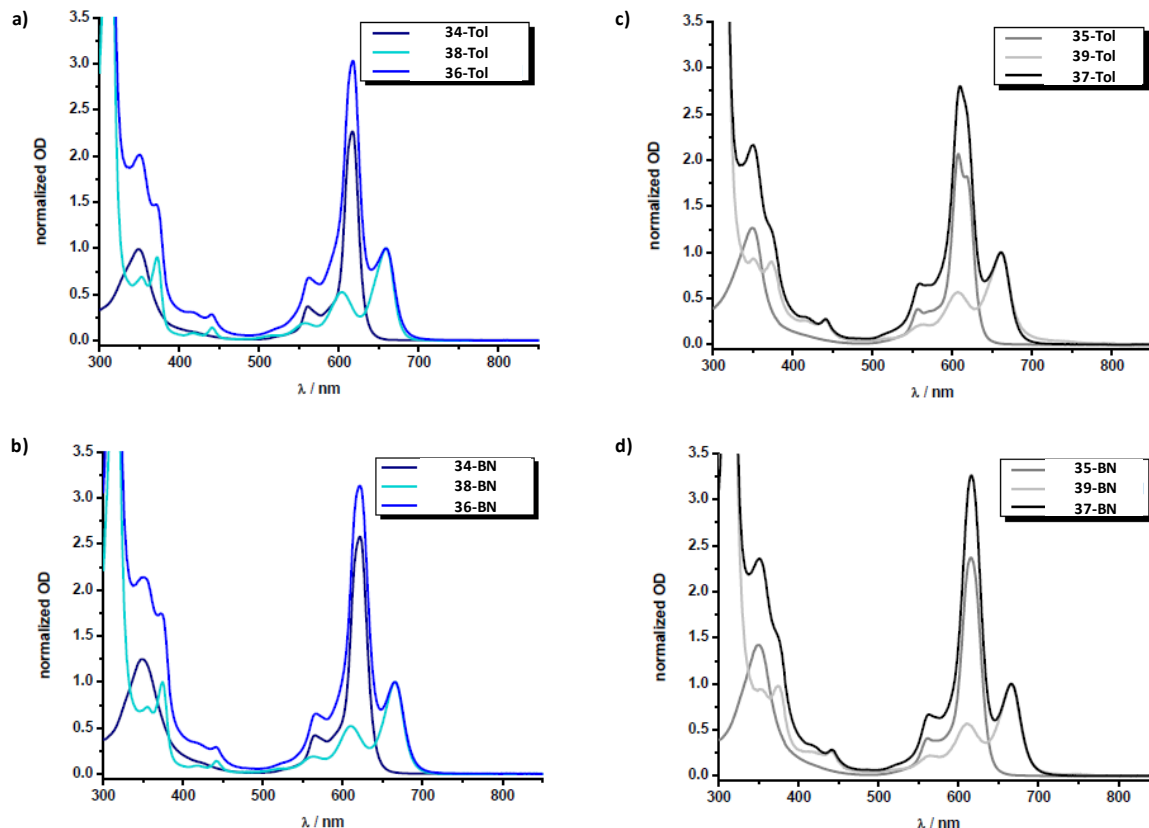 a)
3.5
3.0
2.5
2.0
1.5
1.0
0.5
0.0
normalized OD
34-Tol
38-Tol
36-Tol
300 400 500 600 700 800
λ / nm
c)
3.5
3.0
2.5
2.0
1.5
1.0
0.5
0.0
normalized OD
35-Tol
39-Tol
37-Tol
300 400 500 600 700 800
λ / nm
b)
3.5
3.0
2.5
2.0
1.5
1.0
0.5
0.0
normalized OD
34-BN
38-BN
36-BN
300 400 500 600 700 800
λ / nm
d)
3.5
3.0
2.5
2.0
1.5
1.0
0.5
0.0
normalized OD
35-BN
39-BN
37-BN
300 400 500 600 700 800
λ / nm